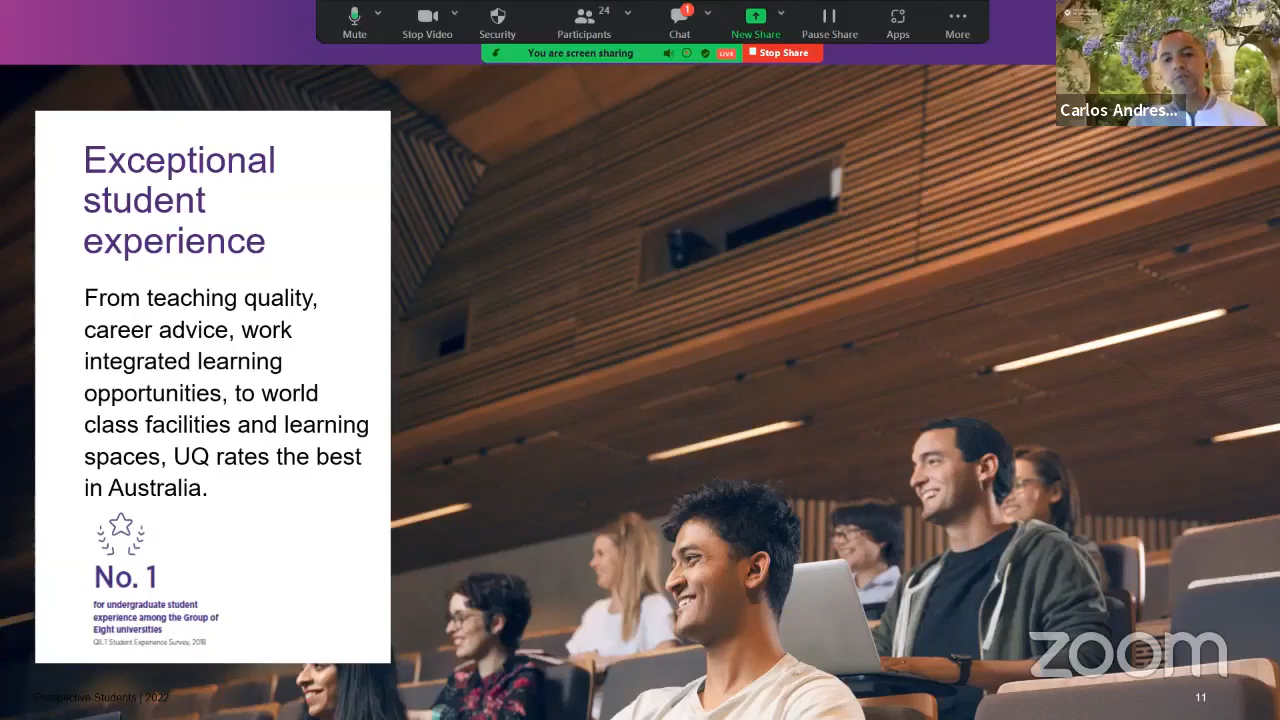 Mute
Stop Video
Security
24
Participants
1
Chat
New Share
Pause Share
Apps
More
You are screen sharing
LIVE
Stop Share
Carlos Andres...
Exceptional
student
experience
From teaching quality,
career advice, work
integrated learning
opportunities, to world
class facilities and learning
spaces, UQ rates the best
in Australia.
No. 1
for undergraduate student
experience among the Group of
Eight universities
QILT Student Experience Survey, 2018
zoom
Prospective Students | 2022
11